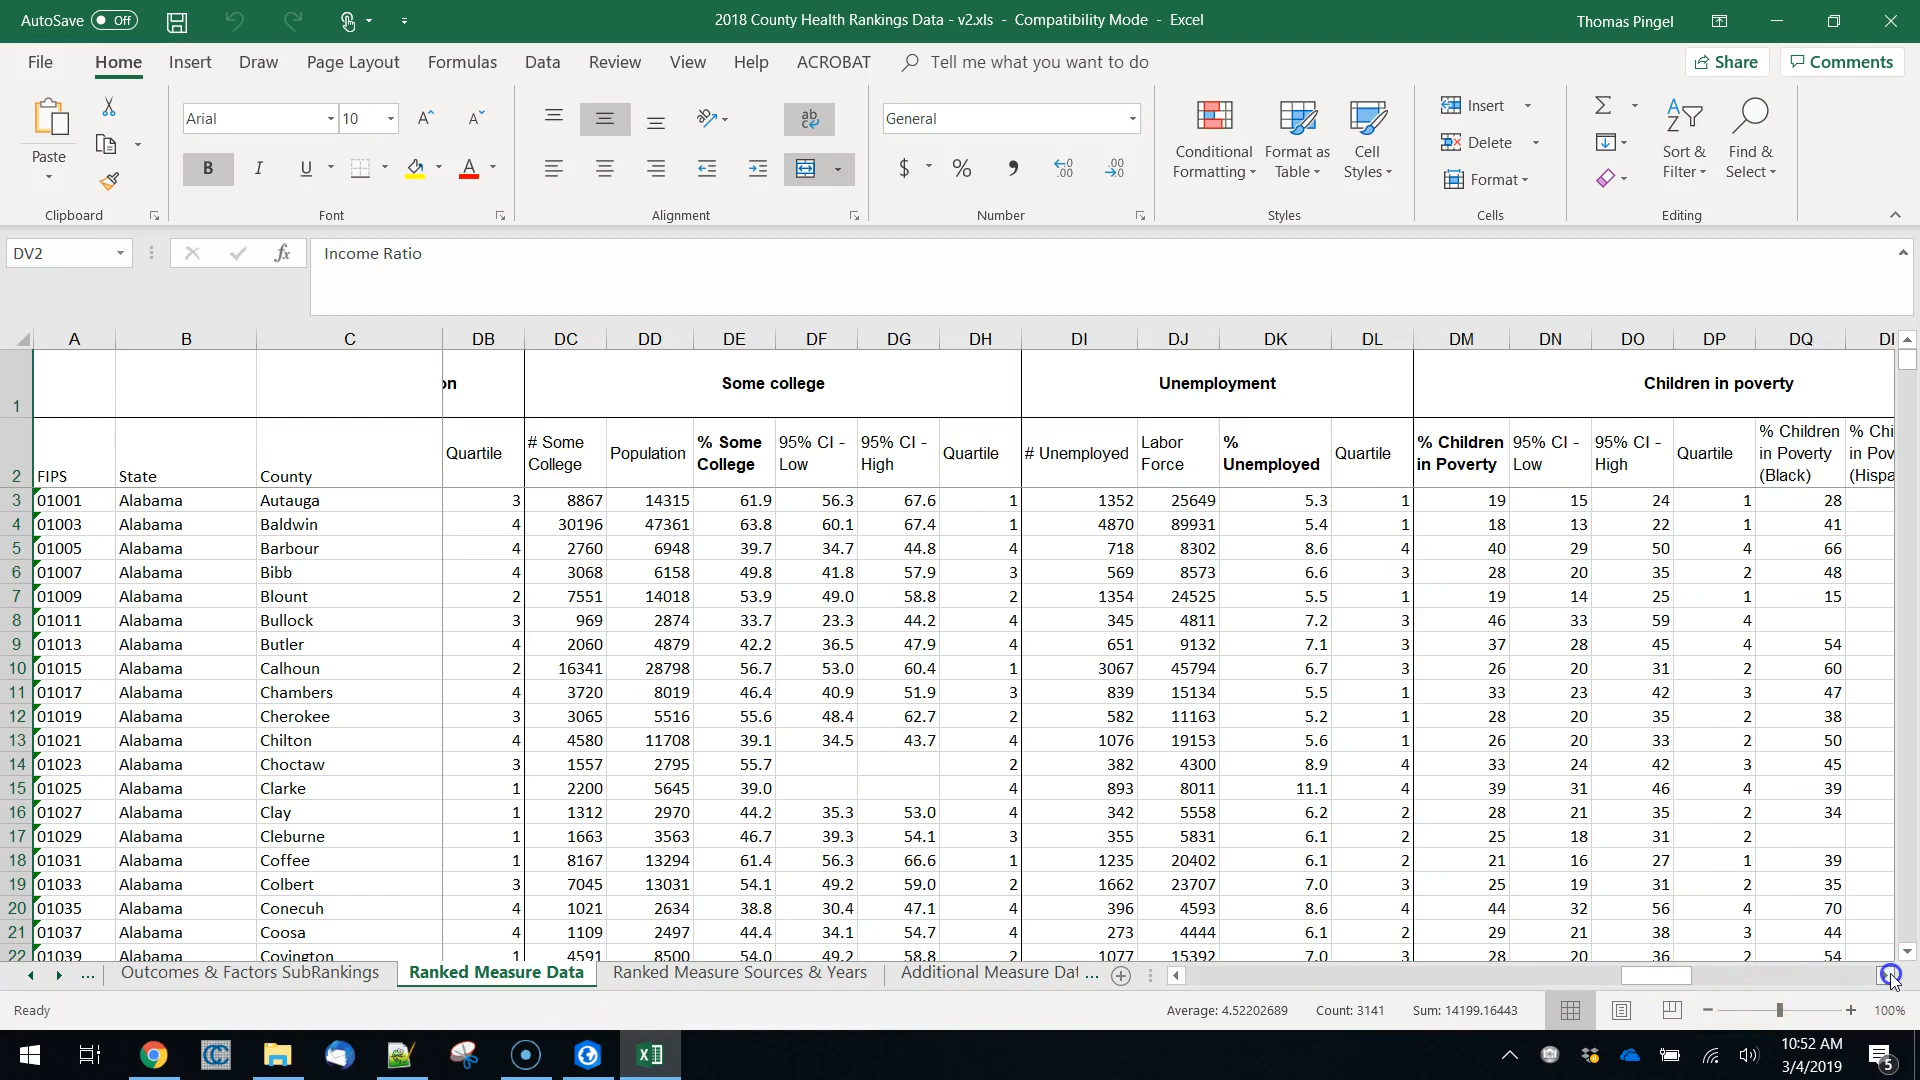 AutoSave Off 2018 County Health Rankings Data - v2.xls - Compatibility Mode - Excel Thomas Pingel
File Home Insert Draw Page Layout Formulas Data Review View Help ACROBAT Tell me what you want to do Share Comments
Arial 10 General
Paste
B I U A $ %
Conditional Formatting
Format as Table
Cell Styles
Insert
Delete
Format
Sort & Filter
Find & Select
Clipboard Font Alignment Number Styles Cells Editing
DV2 fx Income Ratio
A B C DB DC DD DE DF DG DH DI DJ DK DL DM DN DO DP DQ
1 on Some college Unemployment Children in poverty
2 FIPS State County Quartile # Some College Population % Some College 95% CI - Low 95% CI - High Quartile # Unemployed Labor Force % Unemployed Quartile % Children in Poverty 95% CI - Low 95% CI - High Quartile % Children in Poverty (Black) % Chi in Pov (Hispa
3 01001 Alabama Autauga 3 8867 14315 61.9 56.3 67.6 1 1352 25649 5.3 1 19 15 24 1 28
4 01003 Alabama Baldwin 4 30196 47361 63.8 60.1 67.4 1 4870 89931 5.4 1 18 13 22 1 41
5 01005 Alabama Barbour 4 2760 6948 39.7 34.7 44.8 4 718 8302 8.6 4 40 29 50 4 66
6 01007 Alabama Bibb 4 3068 6158 49.8 41.8 57.9 3 569 8573 6.6 3 28 20 35 2 48
7 01009 Alabama Blount 2 7551 14018 53.9 49.0 58.8 2 1354 24525 5.5 1 19 14 25 1 15
8 01011 Alabama Bullock 3 969 2874 33.7 23.3 44.2 4 345 4811 7.2 3 46 33 59 4
9 01013 Alabama Butler 4 2060 4879 42.2 36.5 47.9 4 651 9132 7.1 3 37 28 45 4 54
10 01015 Alabama Calhoun 2 16341 28798 56.7 53.0 60.4 1 3067 45794 6.7 3 26 20 31 2 60
11 01017 Alabama Chambers 4 3720 8019 46.4 40.9 51.9 3 839 15134 5.5 1 33 23 42 3 47
12 01019 Alabama Cherokee 3 3065 5516 55.6 48.4 62.7 2 582 11163 5.2 1 28 20 35 2 38
13 01021 Alabama Chilton 4 4580 11708 39.1 34.5 43.7 4 1076 19153 5.6 1 26 20 33 2 50
14 01023 Alabama Choctaw 3 1557 2795 55.7 2 382 4300 8.9 4 33 24 42 3 45
15 01025 Alabama Clarke 1 2200 5645 39.0 4 893 8011 11.1 4 39 31 46 4 39
16 01027 Alabama Clay 1 1312 2970 44.2 35.3 53.0 4 342 5558 6.2 2 28 21 35 2 34
17 01029 Alabama Cleburne 1 1663 3563 46.7 39.3 54.1 3 355 5831 6.1 2 25 18 31 2
18 01031 Alabama Coffee 1 8167 13294 61.4 56.3 66.6 1 1235 20402 6.1 2 21 16 27 1 39
19 01033 Alabama Colbert 3 7045 13031 54.1 49.2 59.0 2 1662 23707 7.0 3 25 19 31 2 35
20 01035 Alabama Conecuh 4 1021 2634 38.8 30.4 47.1 4 396 4593 8.6 4 44 32 56 4 70
21 01037 Alabama Coosa 4 1109 2497 44.4 34.1 54.7 4 273 4444 6.1 2 29 21 38 3 44
22 01039 Alabama Covington 1 4591 8500 54.0 49.2 58.8 2 1077 15392 7.0 3 28 20 36 2 54
... Outcomes & Factors SubRankings Ranked Measure Data Ranked Measure Sources & Years Additional Measure Dat ...
Ready Average: 4.52202689 Count: 3141 Sum: 14199.16443 100%
10:52 AM
3/4/2019
5